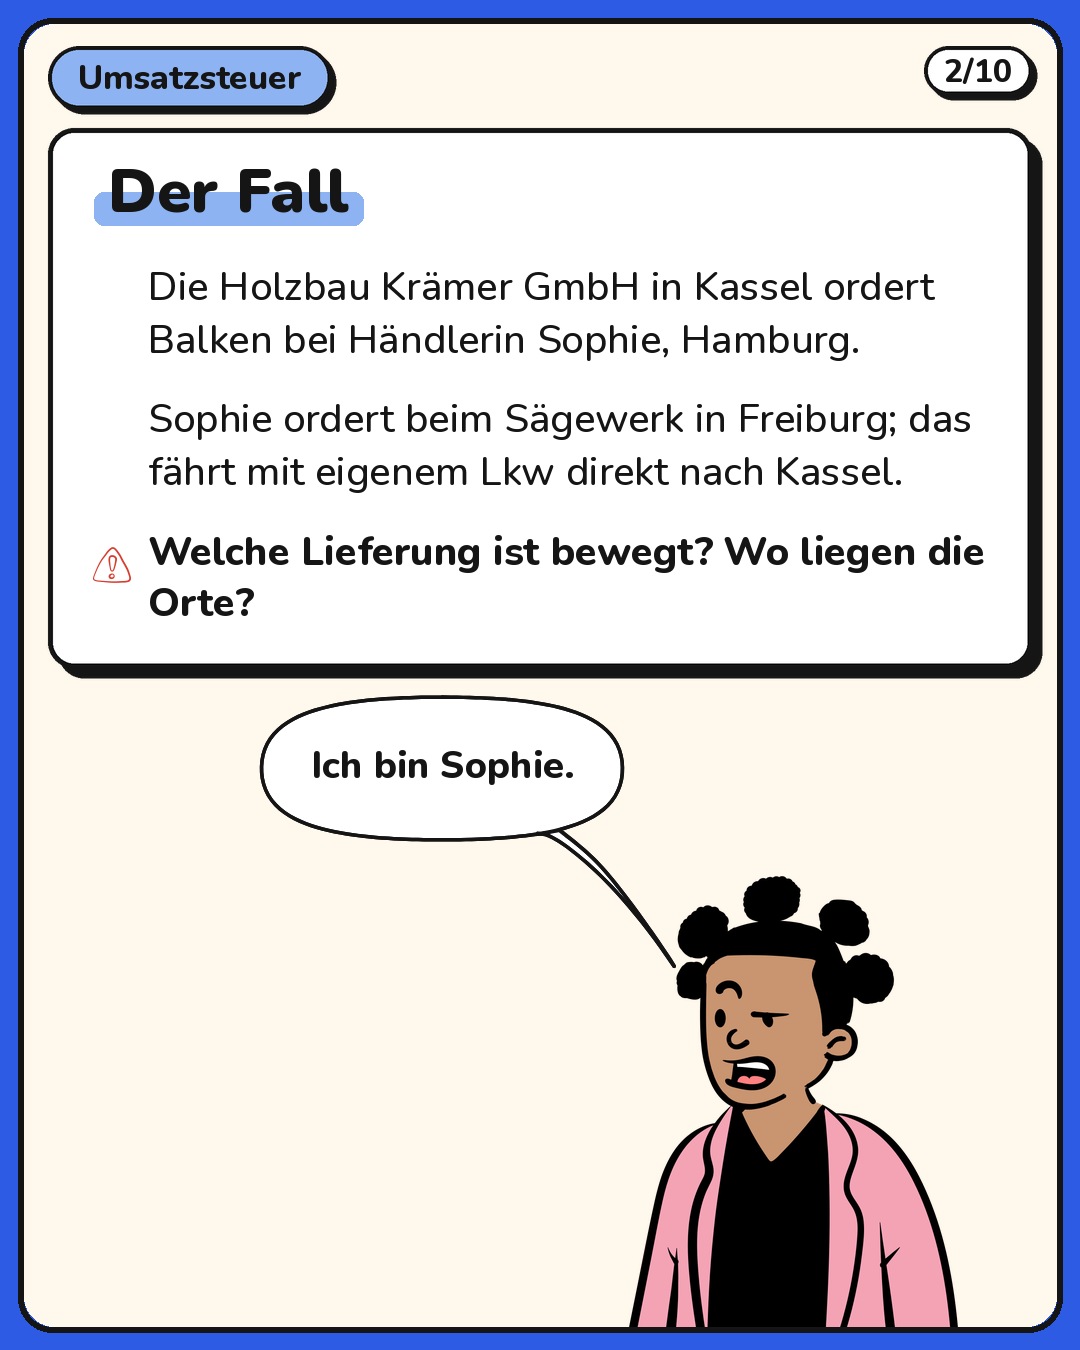 Umsatzsteuer
2/10
Der Fall
Die Holzbau Krämer GmbH in Kassel ordert
Balken bei Händlerin Sophie, Hamburg.
Sophie ordert beim Sägewerk in Freiburg; das
fährt mit eigenem Lkw direkt nach Kassel.
Welche Lieferung ist bewegt? Wo liegen die
Orte?
Ich bin Sophie.